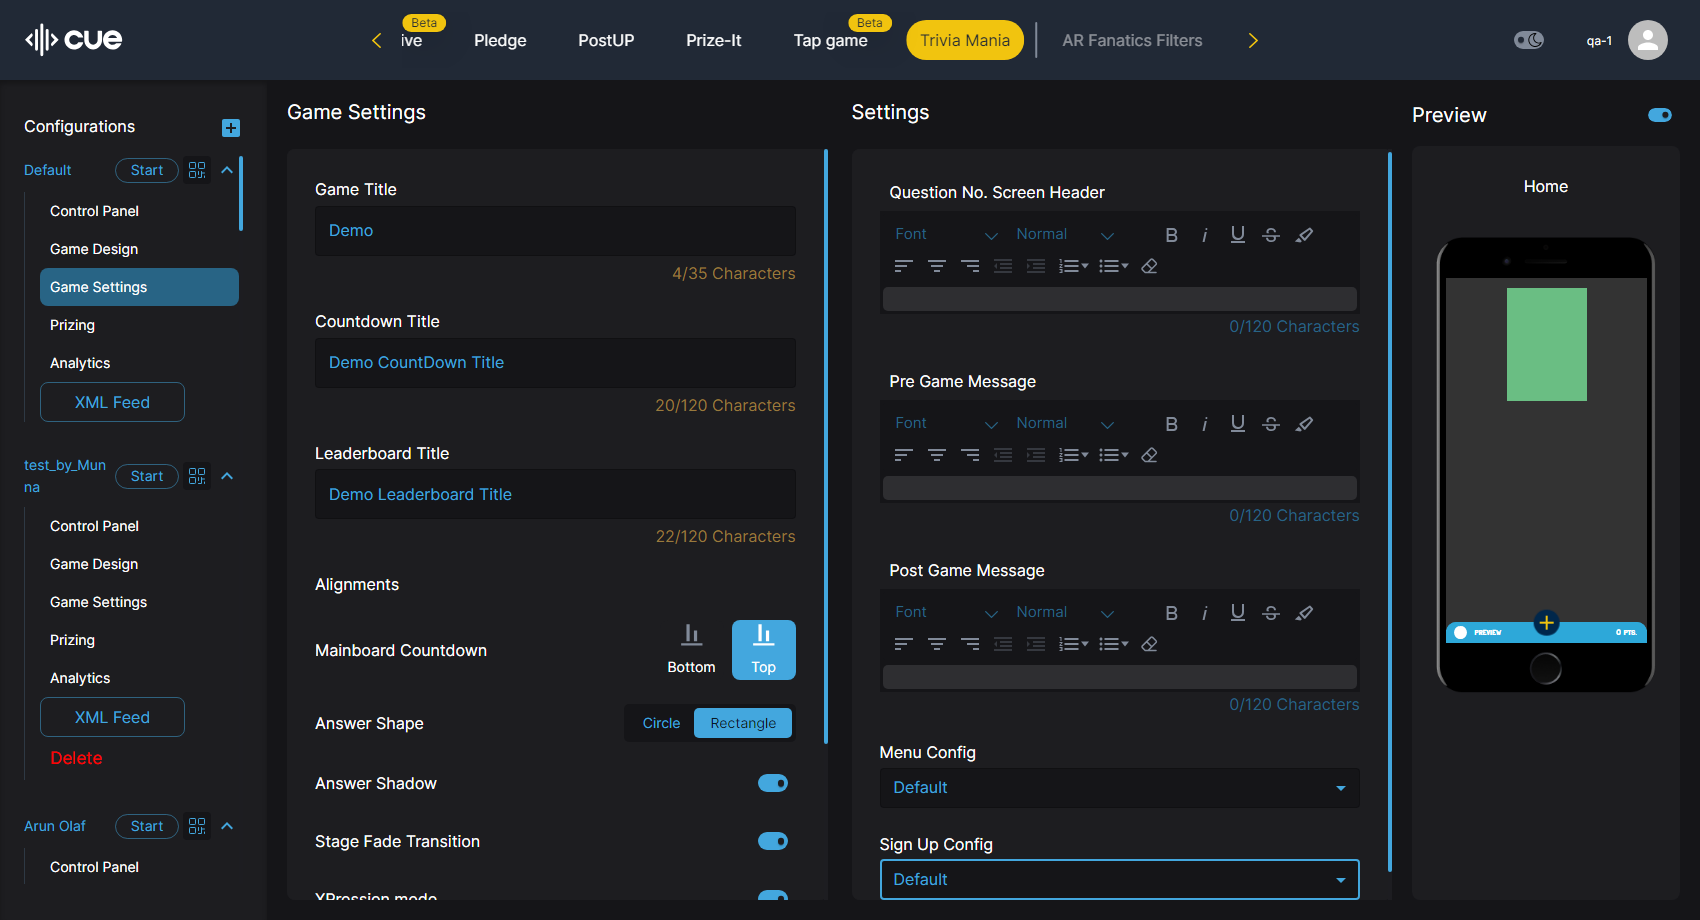 cue
Beta
ive
Pledge
PostUP
Prize-It
Beta
Tap game
Trivia Mania
AR Fanatics Filters
qa-1
Configurations
Default
Start
Control Panel
Game Design
Game Settings
Prizing
Analytics
XML Feed
test_by_Mun
na
Start
Control Panel
Game Design
Game Settings
Prizing
Analytics
XML Feed
Delete
Arun Olaf
Start
Control Panel
Game Settings
Game Title
Demo
4/35 Characters
Countdown Title
Demo CountDown Title
20/120 Characters
Leaderboard Title
Demo Leaderboard Title
22/120 Characters
Alignments
Mainboard Countdown
Bottom
Top
Answer Shape
Circle
Rectangle
Answer Shadow
Stage Fade Transition
XPression mode
Settings
Question No. Screen Header
Font
Normal
0/120 Characters
Pre Game Message
Font
Normal
0/120 Characters
Post Game Message
Font
Normal
0/120 Characters
Menu Config
Default
Sign Up Config
Default
Preview
Home
PREVIEW
0 PTS.